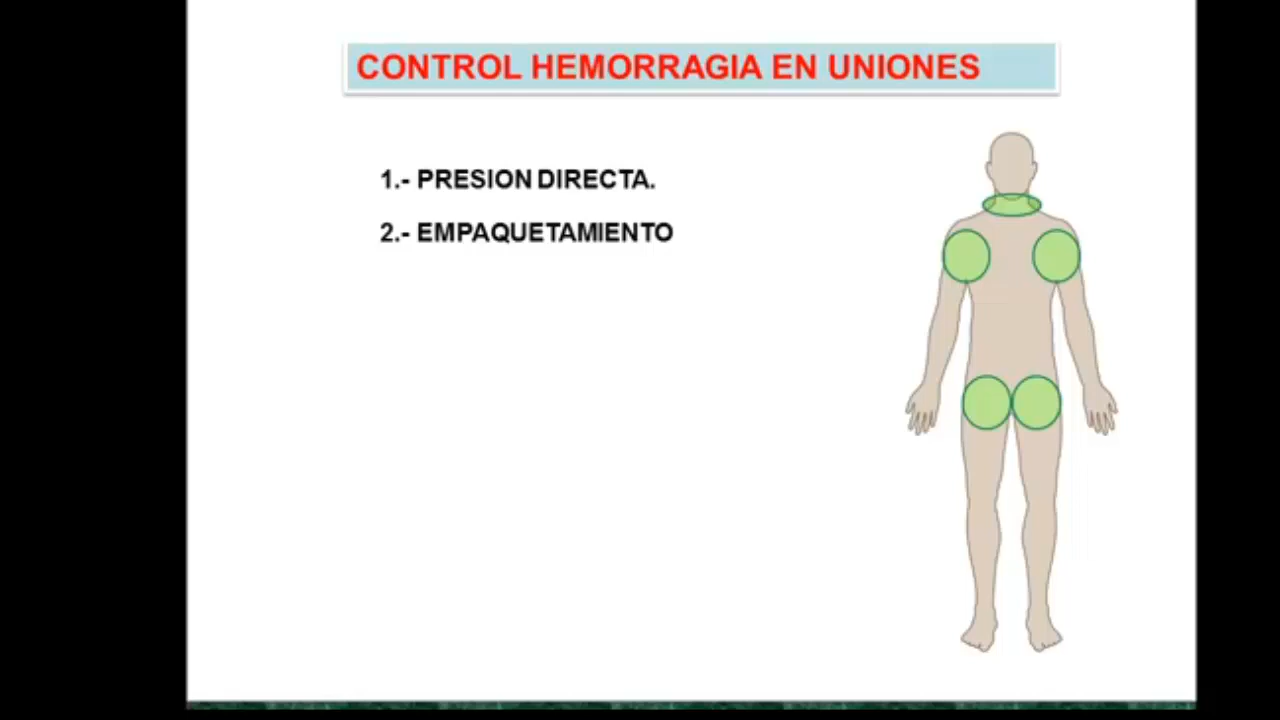 CONTROL HEMORRAGIA EN UNIONES
1.- PRESION DIRECTA.
2.- EMPAQUETAMIENTO